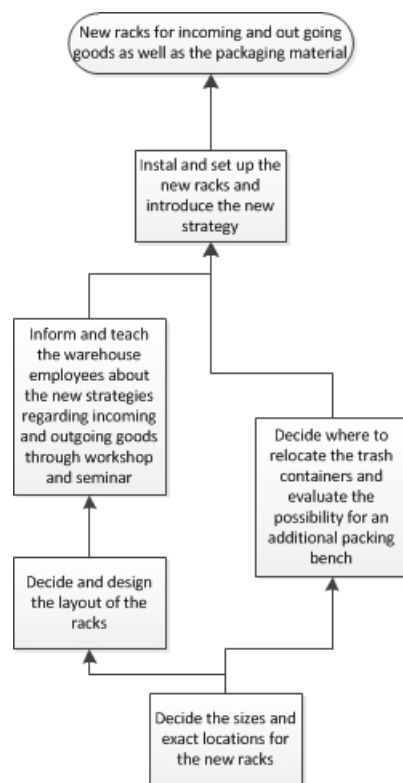 New racks for incoming and out going
goods as well as the packaging material
Instal and set up the
new racks and
introduce the new
strategy
Inform and teach
the warehouse
employees about
the new strategies
regarding incoming
and outgoing goods
through workshop
and seminar
Decide where to
relocate the trash
containers and
evaluate the
possibility for an
additional packing
bench
Decide and design
the layout of the
racks
Decide the sizes and
exact locations for
the new racks